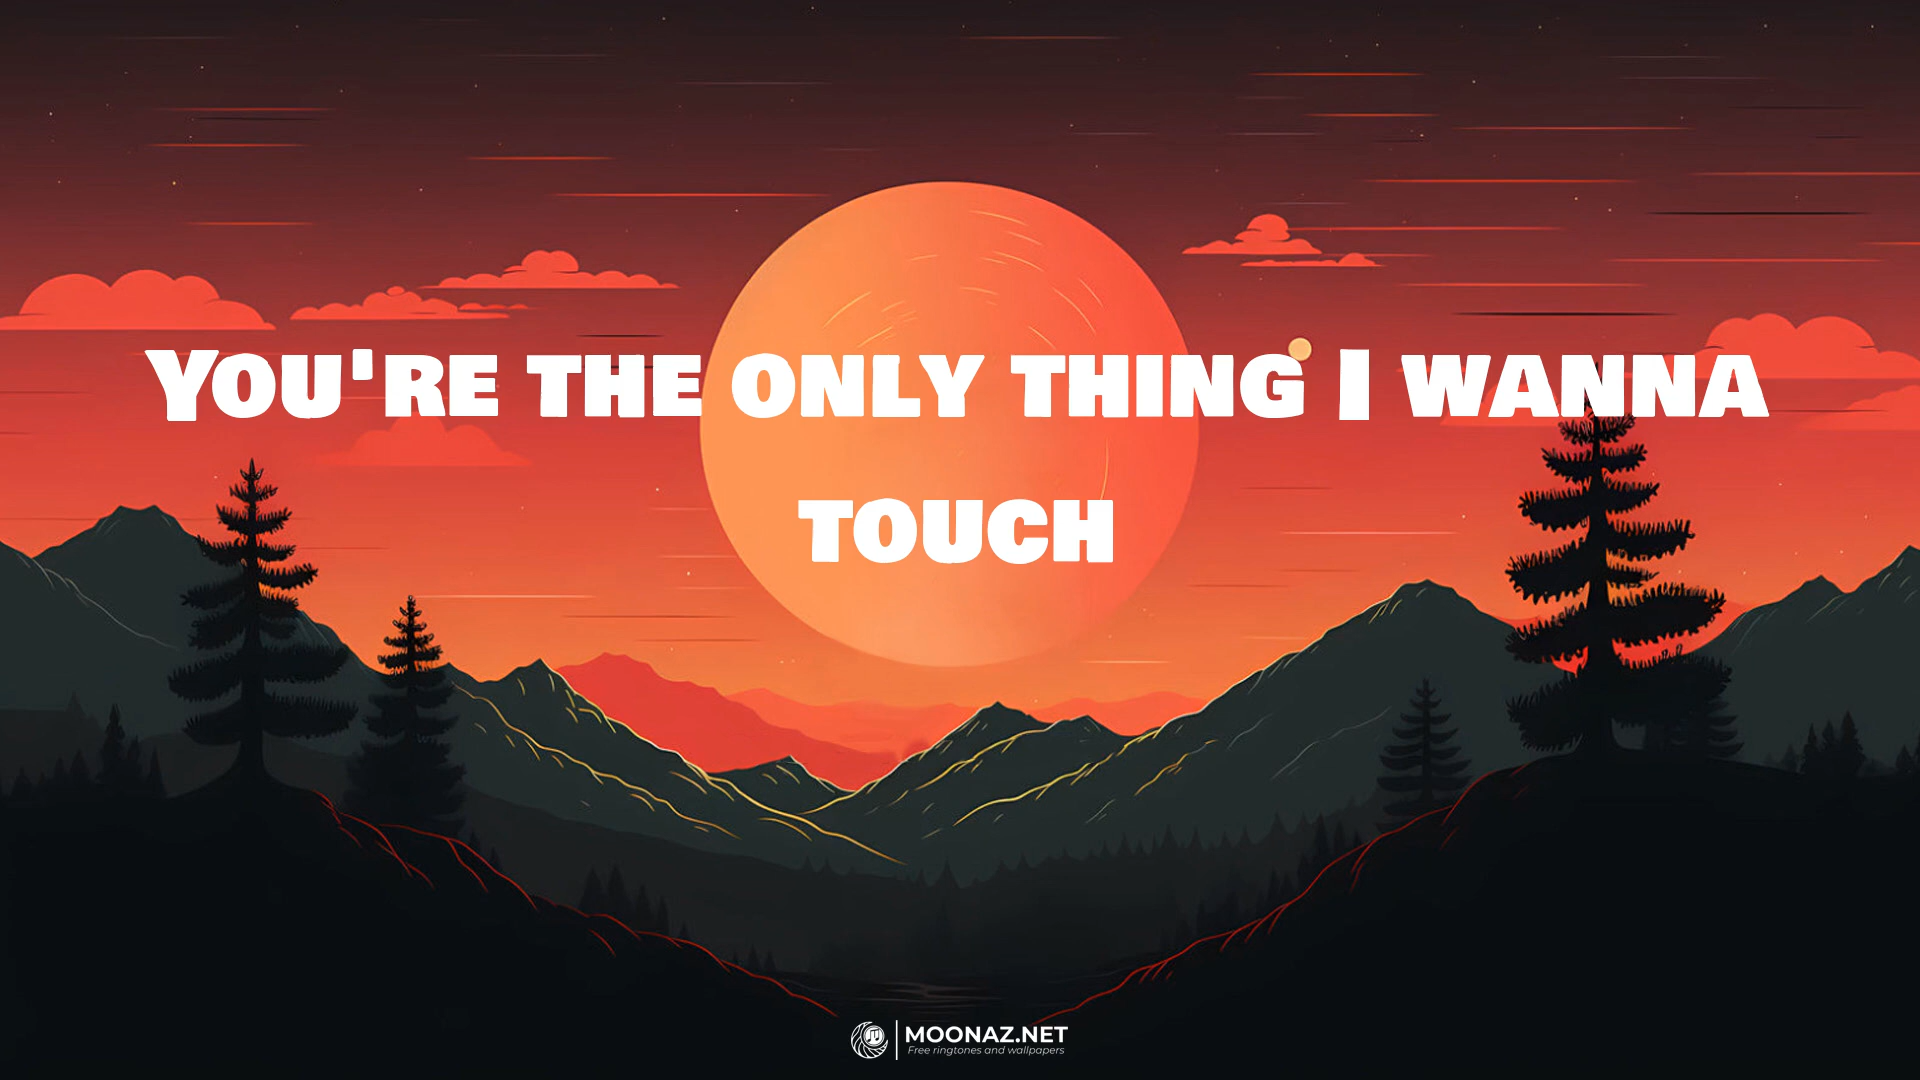 You're the only thing I wanna
touch
MOONAZ.NET
Free ringtones and wallpapers